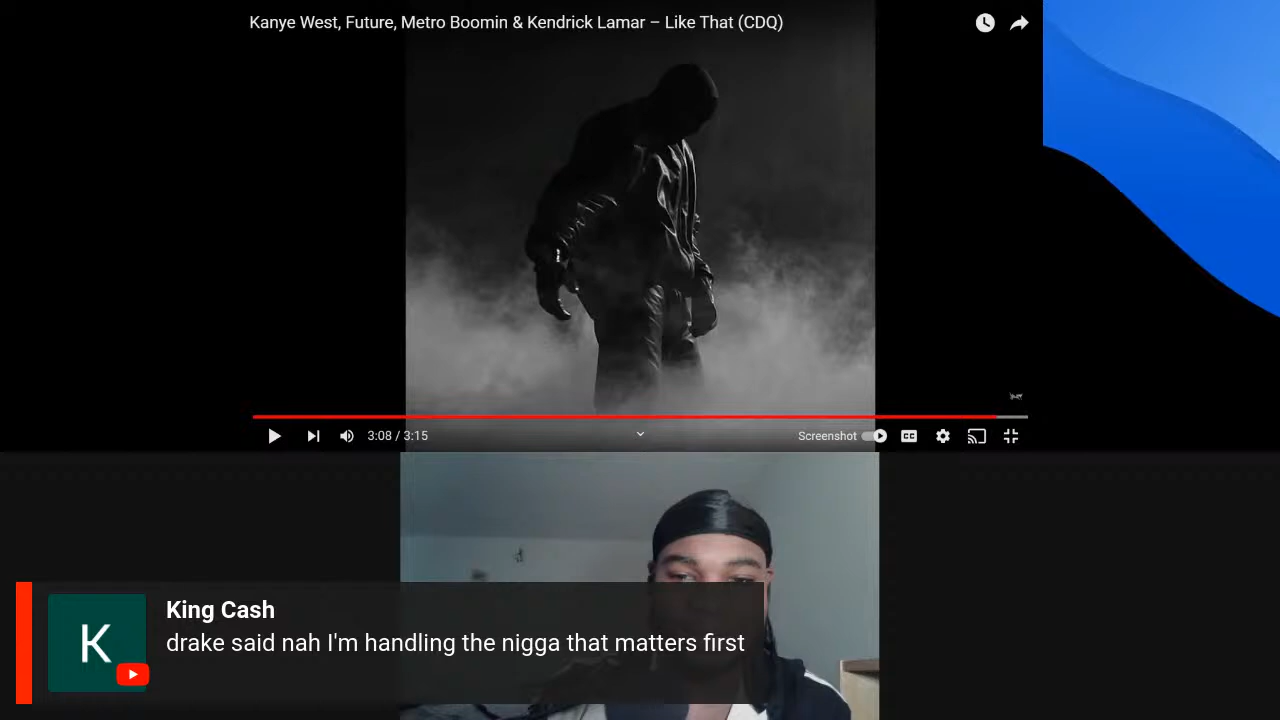 Kanye West, Future, Metro Boomin & Kendrick Lamar – Like That (CDQ)
3:08 / 3:15
Screenshot
CC
K
King Cash
drake said nah I'm handling the nigga that matters first